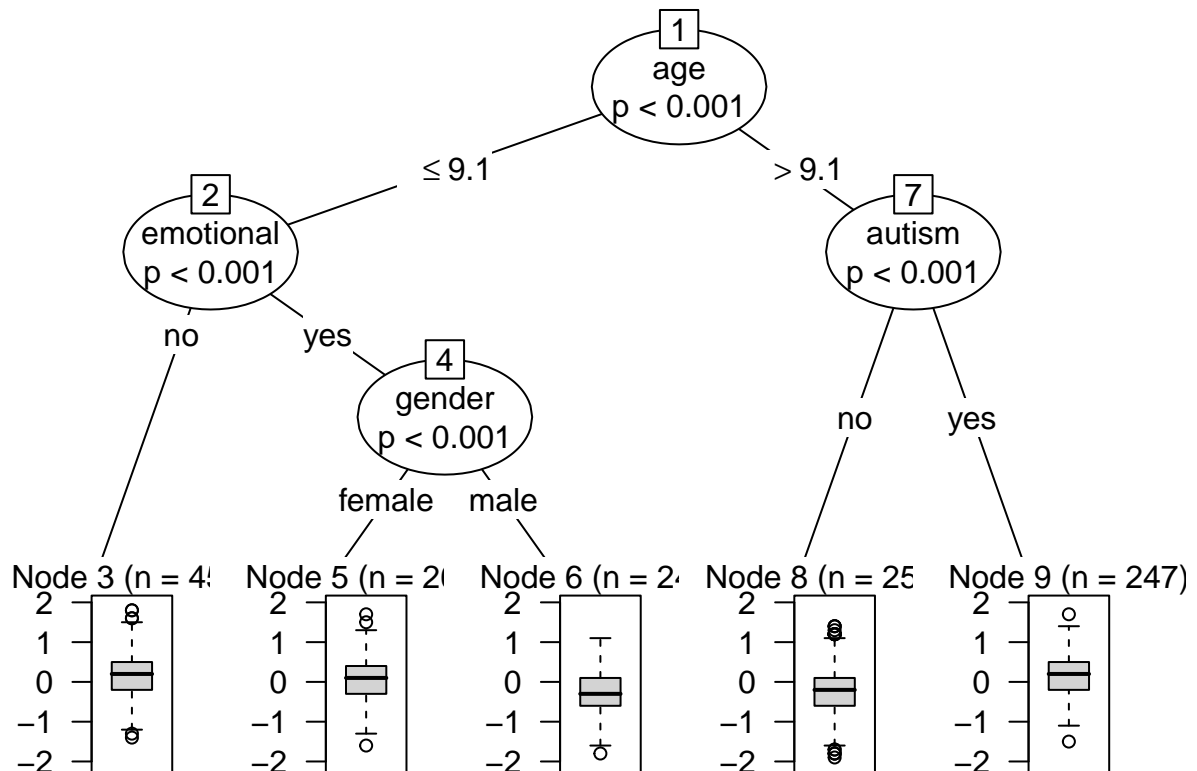 1
age
p < 0.001
≤ 9.1
> 9.1
2
emotional
p < 0.001
7
autism
p < 0.001
no
yes
4
gender
p < 0.001
no
yes
female
male
Node 3 (n =
Node 5 (n =
Node 6 (n =
Node 8 (n =
Node 9 (n = 247)
2
1
0
−1
−2
2
1
0
−1
−2
2
1
0
−1
−2
2
1
0
−1
−2
2
1
0
−1
−2